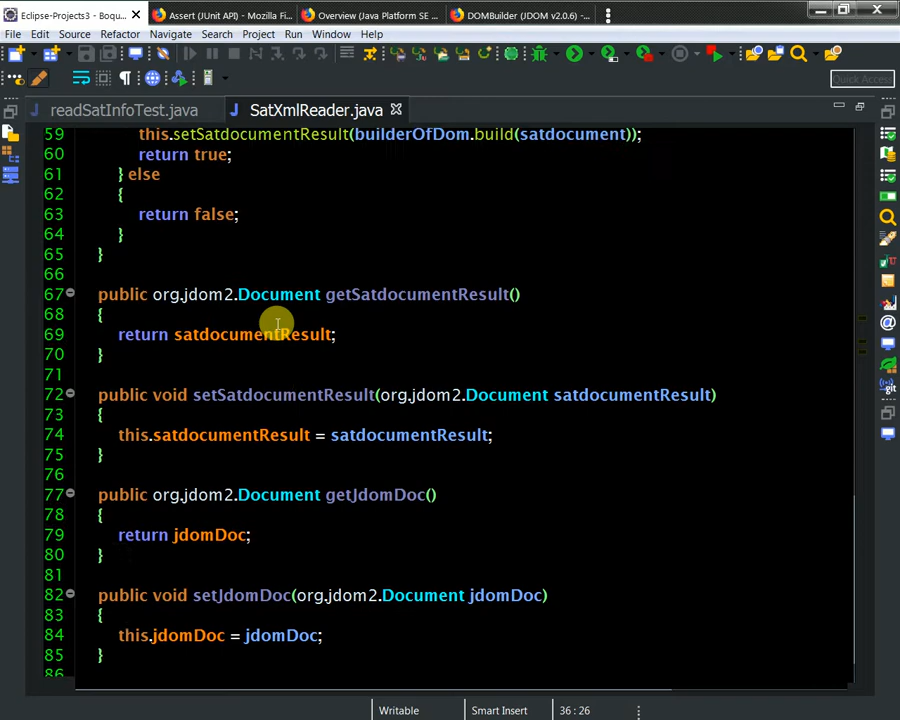 Eclipse-Projects3 - Boqu...
Assert (JUnit API) - Mozilla Fi...
Overview (Java Platform SE ...
DOMBuilder (JDOM v2.0.6) - ...
File Edit Source Refactor Navigate Search Project Run Window Help
Quick Access
readSatInfoTest.java
SatXmlReader.java
59 this.setSatdocumentResult(builderOfDom.build(satdocument));
60 return true;
61 } else
62 {
63 return false;
64 }
65 }
66
67 public org.jdom2.Document getSatdocumentResult()
68 {
69 return satdocumentResult;
70 }
71
72 public void setSatdocumentResult(org.jdom2.Document satdocumentResult)
73 {
74 this.satdocumentResult = satdocumentResult;
75 }
76
77 public org.jdom2.Document getJdomDoc()
78 {
79 return jdomDoc;
80 }
81
82 public void setJdomDoc(org.jdom2.Document jdomDoc)
83 {
84 this.jdomDoc = jdomDoc;
85 }
86
Writable Smart Insert 36 : 26